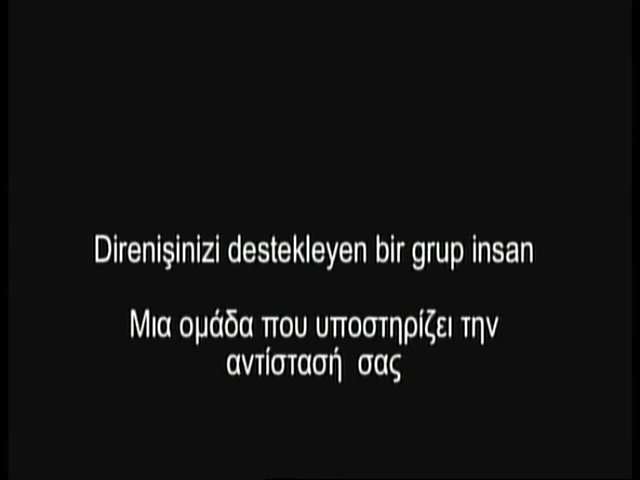 Direnişinizi destekleyen bir grup insan
Μια ομάδα που υποστηρίζει την
αντίστασή σας